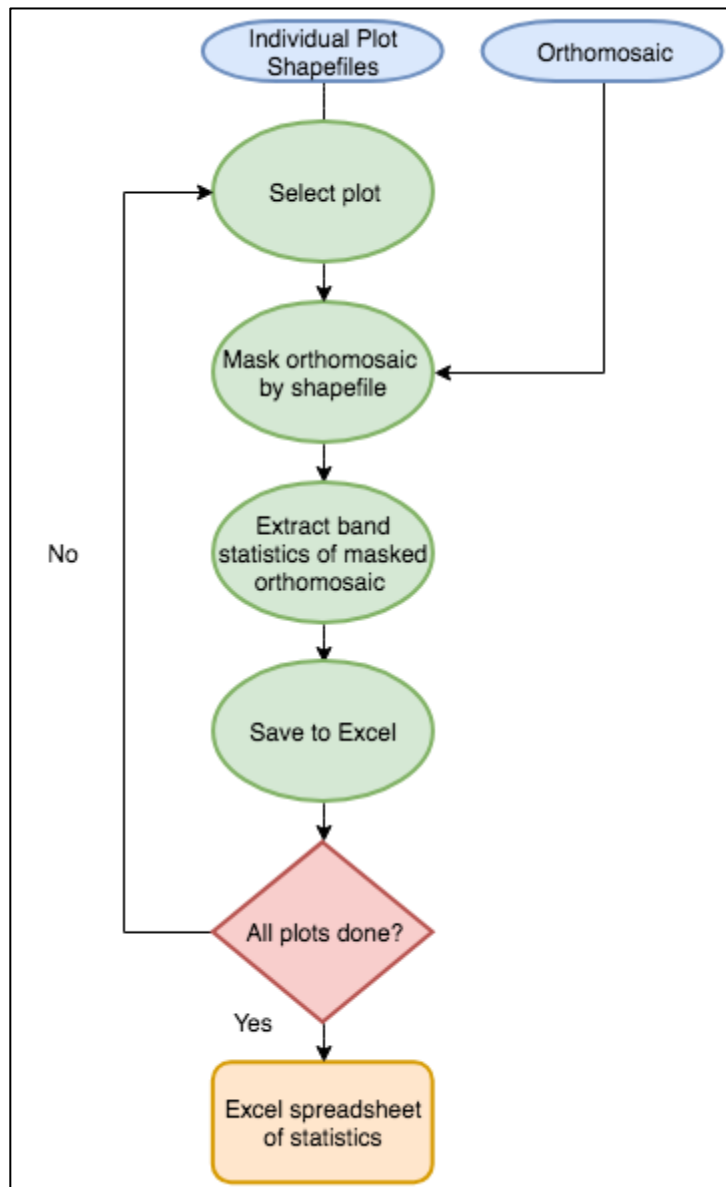 Individual Plot
Shapefiles
Orthomosaic
Select plot
Mask orthomosaic
by shapefile
Extract band
statistics of masked
orthomosaic
No
Save to Excel
All plots done?
Yes
Excel spreadsheet
of statistics